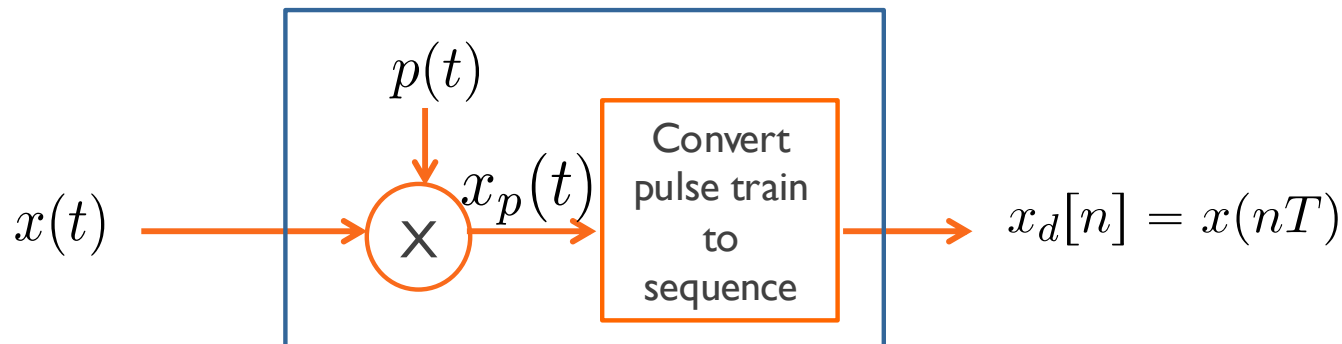 p(t)
x(t)
X
x_p(t)
Convert
pulse train
to
sequence
x_d[n] = x(nT)